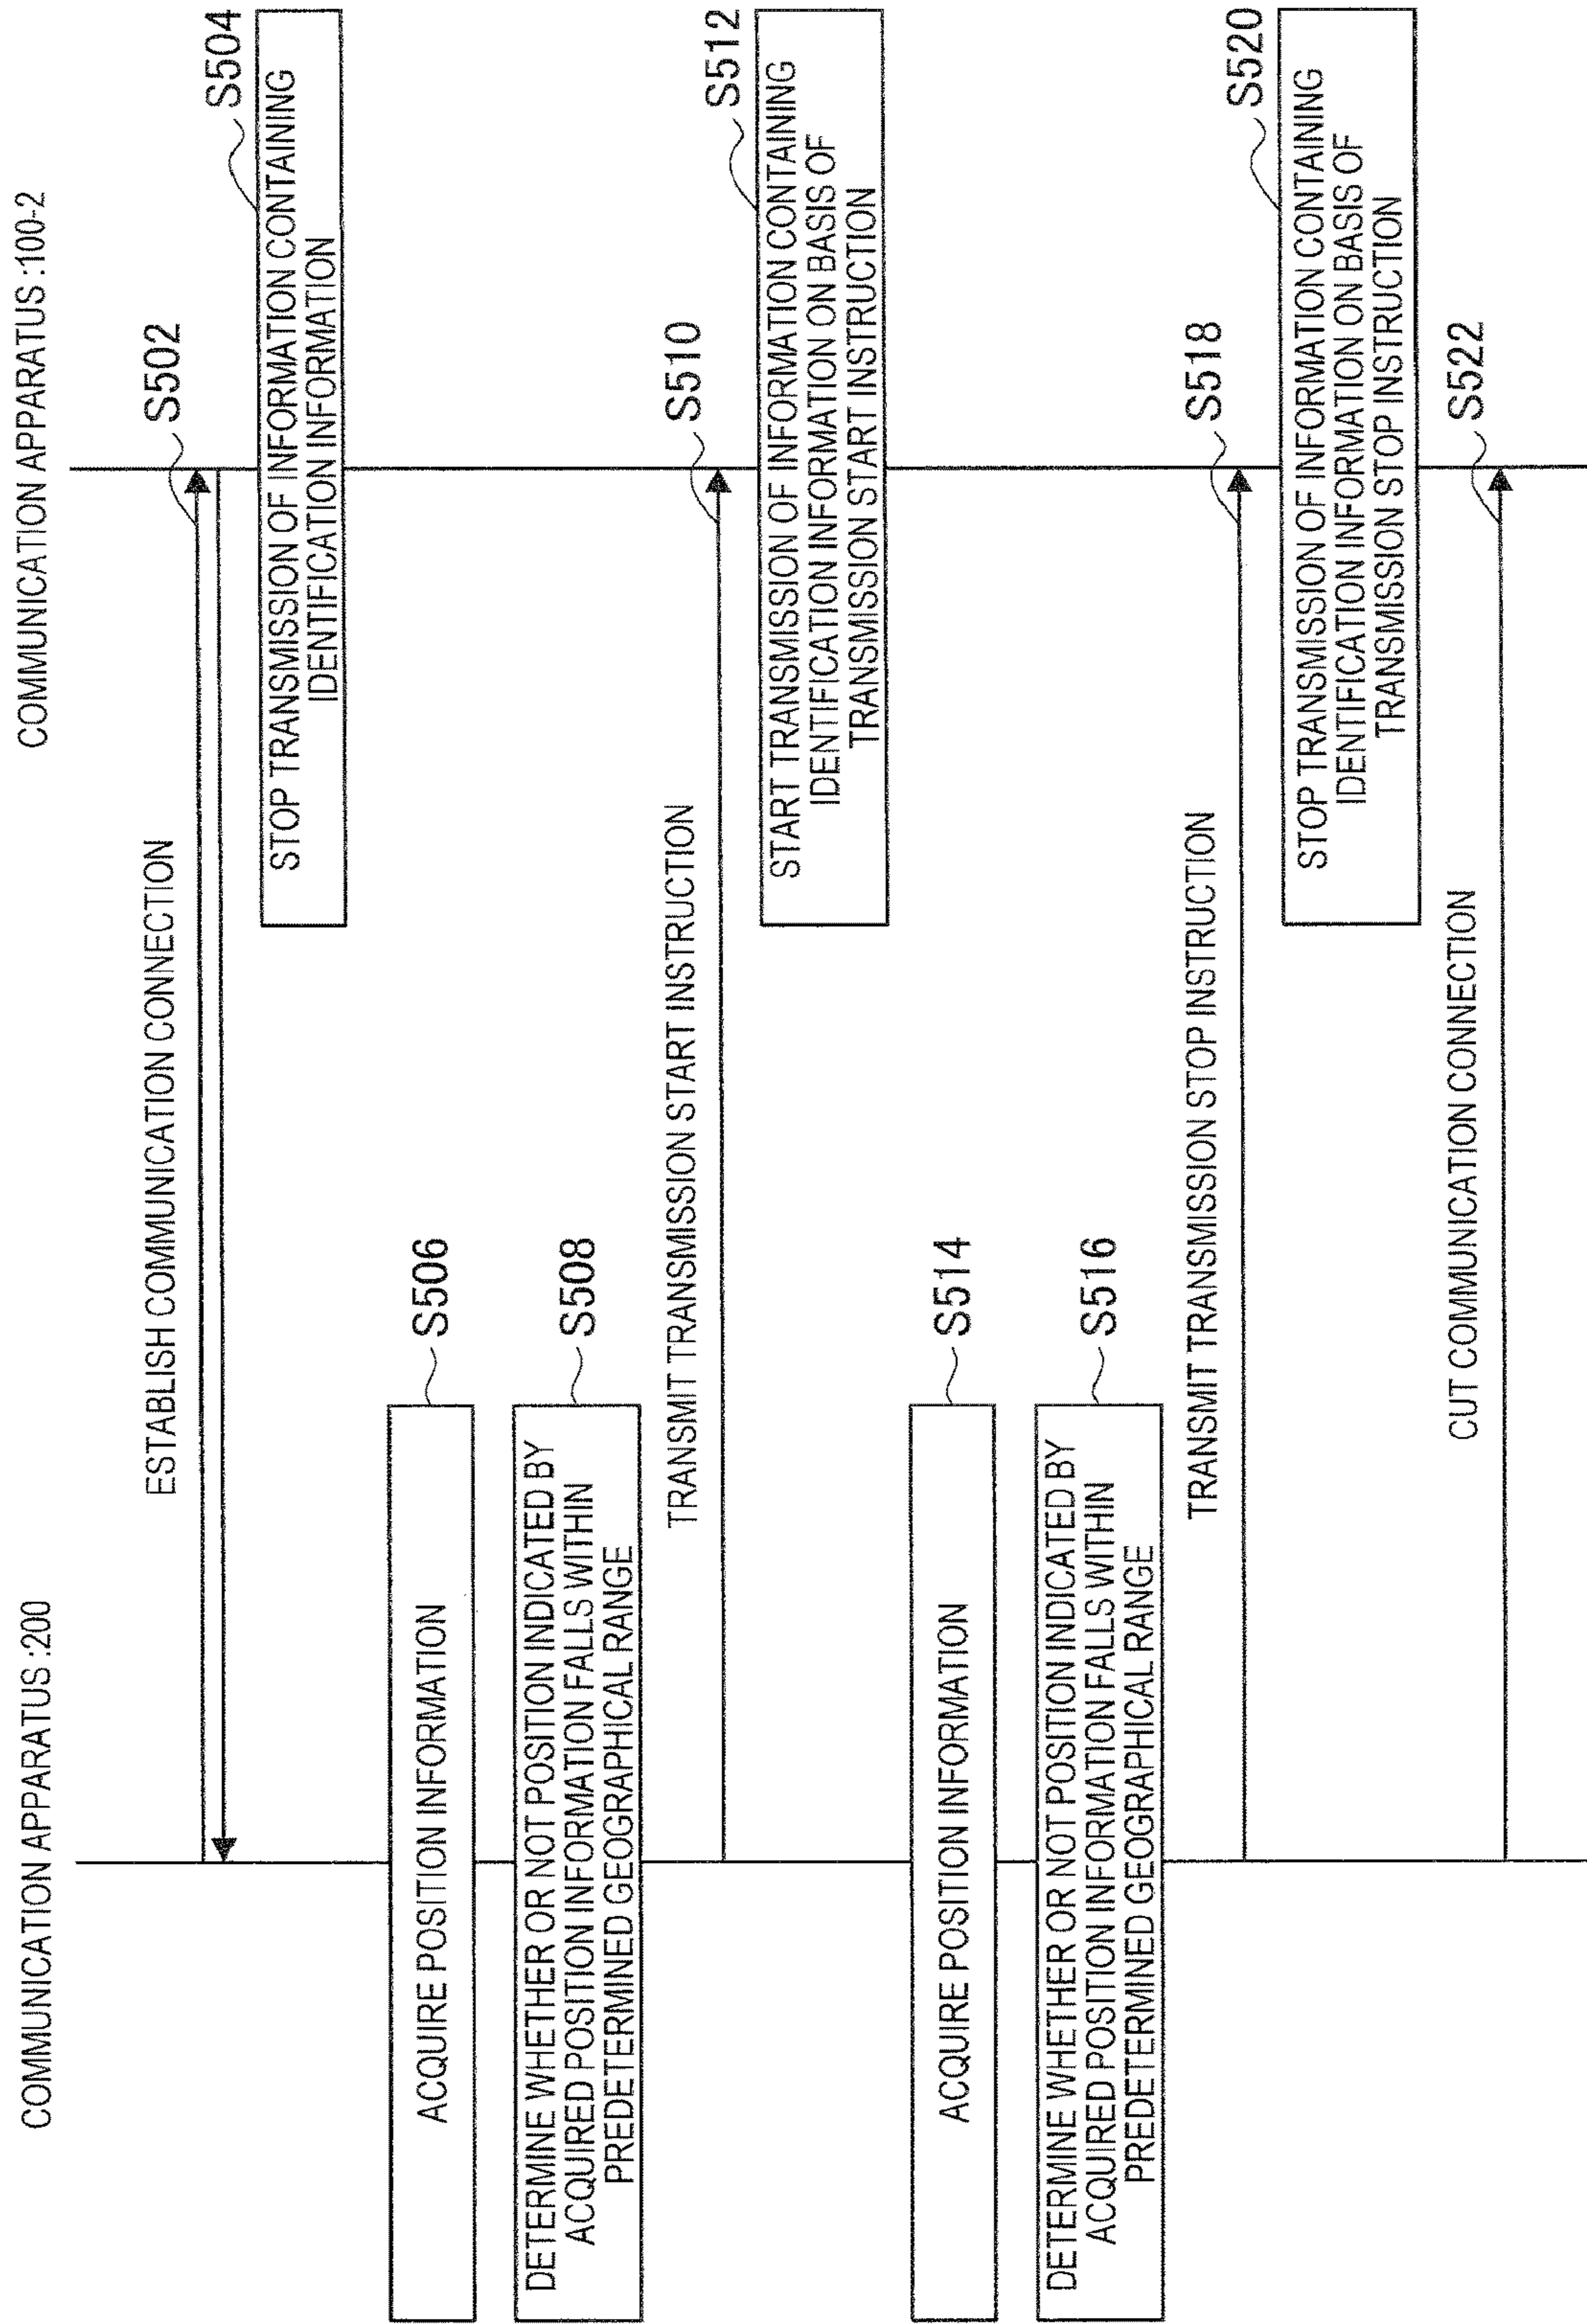 COMMUNICATION APPARATUS :200
COMMUNICATION APPARATUS :100-2
ESTABLISH COMMUNICATION CONNECTION
S502
S504
STOP TRANSMISSION OF INFORMATION CONTAINING
IDENTIFICATION INFORMATION
S506
ACQUIRE POSITION INFORMATION
S508
DETERMINE WHETHER OR NOT POSITION INDICATED BY
ACQUIRED POSITION INFORMATION FALLS WITHIN
PREDETERMINED GEOGRAPHICAL RANGE
TRANSMIT TRANSMISSION START INSTRUCTION
S510
S512
START TRANSMISSION OF INFORMATION CONTAINING
IDENTIFICATION INFORMATION ON BASIS OF
TRANSMISSION START INSTRUCTION
S514
ACQUIRE POSITION INFORMATION
S516
DETERMINE WHETHER OR NOT POSITION INDICATED BY
ACQUIRED POSITION INFORMATION FALLS WITHIN
PREDETERMINED GEOGRAPHICAL RANGE
TRANSMIT TRANSMISSION STOP INSTRUCTION
S518
S520
STOP TRANSMISSION OF INFORMATION CONTAINING
IDENTIFICATION INFORMATION ON BASIS OF
TRANSMISSION STOP INSTRUCTION
CUT COMMUNICATION CONNECTION
S522